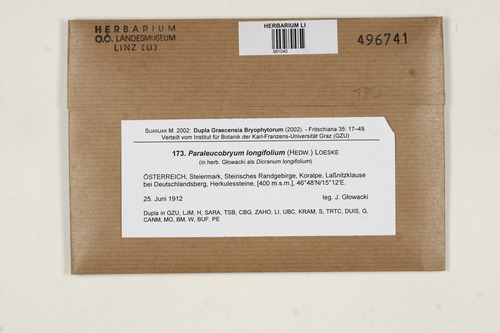 HERBARIUM
O.Ö. LANDESMUSEUM
LINZ (LI)
HERBARIUM LI
981040
496741
SUANJAK M. 2002: Dupla Graecensia Bryophytorum (2002). - Fritschiana 35: 17–49.
Verteilt vom Institut für Botanik der Karl-Franzens-Universität Graz (GZU)
173. Paraleucobryum longifolium (HEDW.) LOESKE
(in herb. Głowacki als Dicranum longifolium)
ÖSTERREICH, Steiermark, Steirisches Randgebirge, Koralpe, Laßnitzklause
bei Deutschlandsberg, Herkulessteine, [400 m.s.m.], 46°48'N/15°12'E.
25. Juni 1912 leg. J. Głowacki
Dupla in GZU, LJM, H, SARA, TSB, CBG, ZAHO, LI, UBC, KRAM, S, TRTC, DUIS, G,
CANM, MO, BM, W, BUF, PE